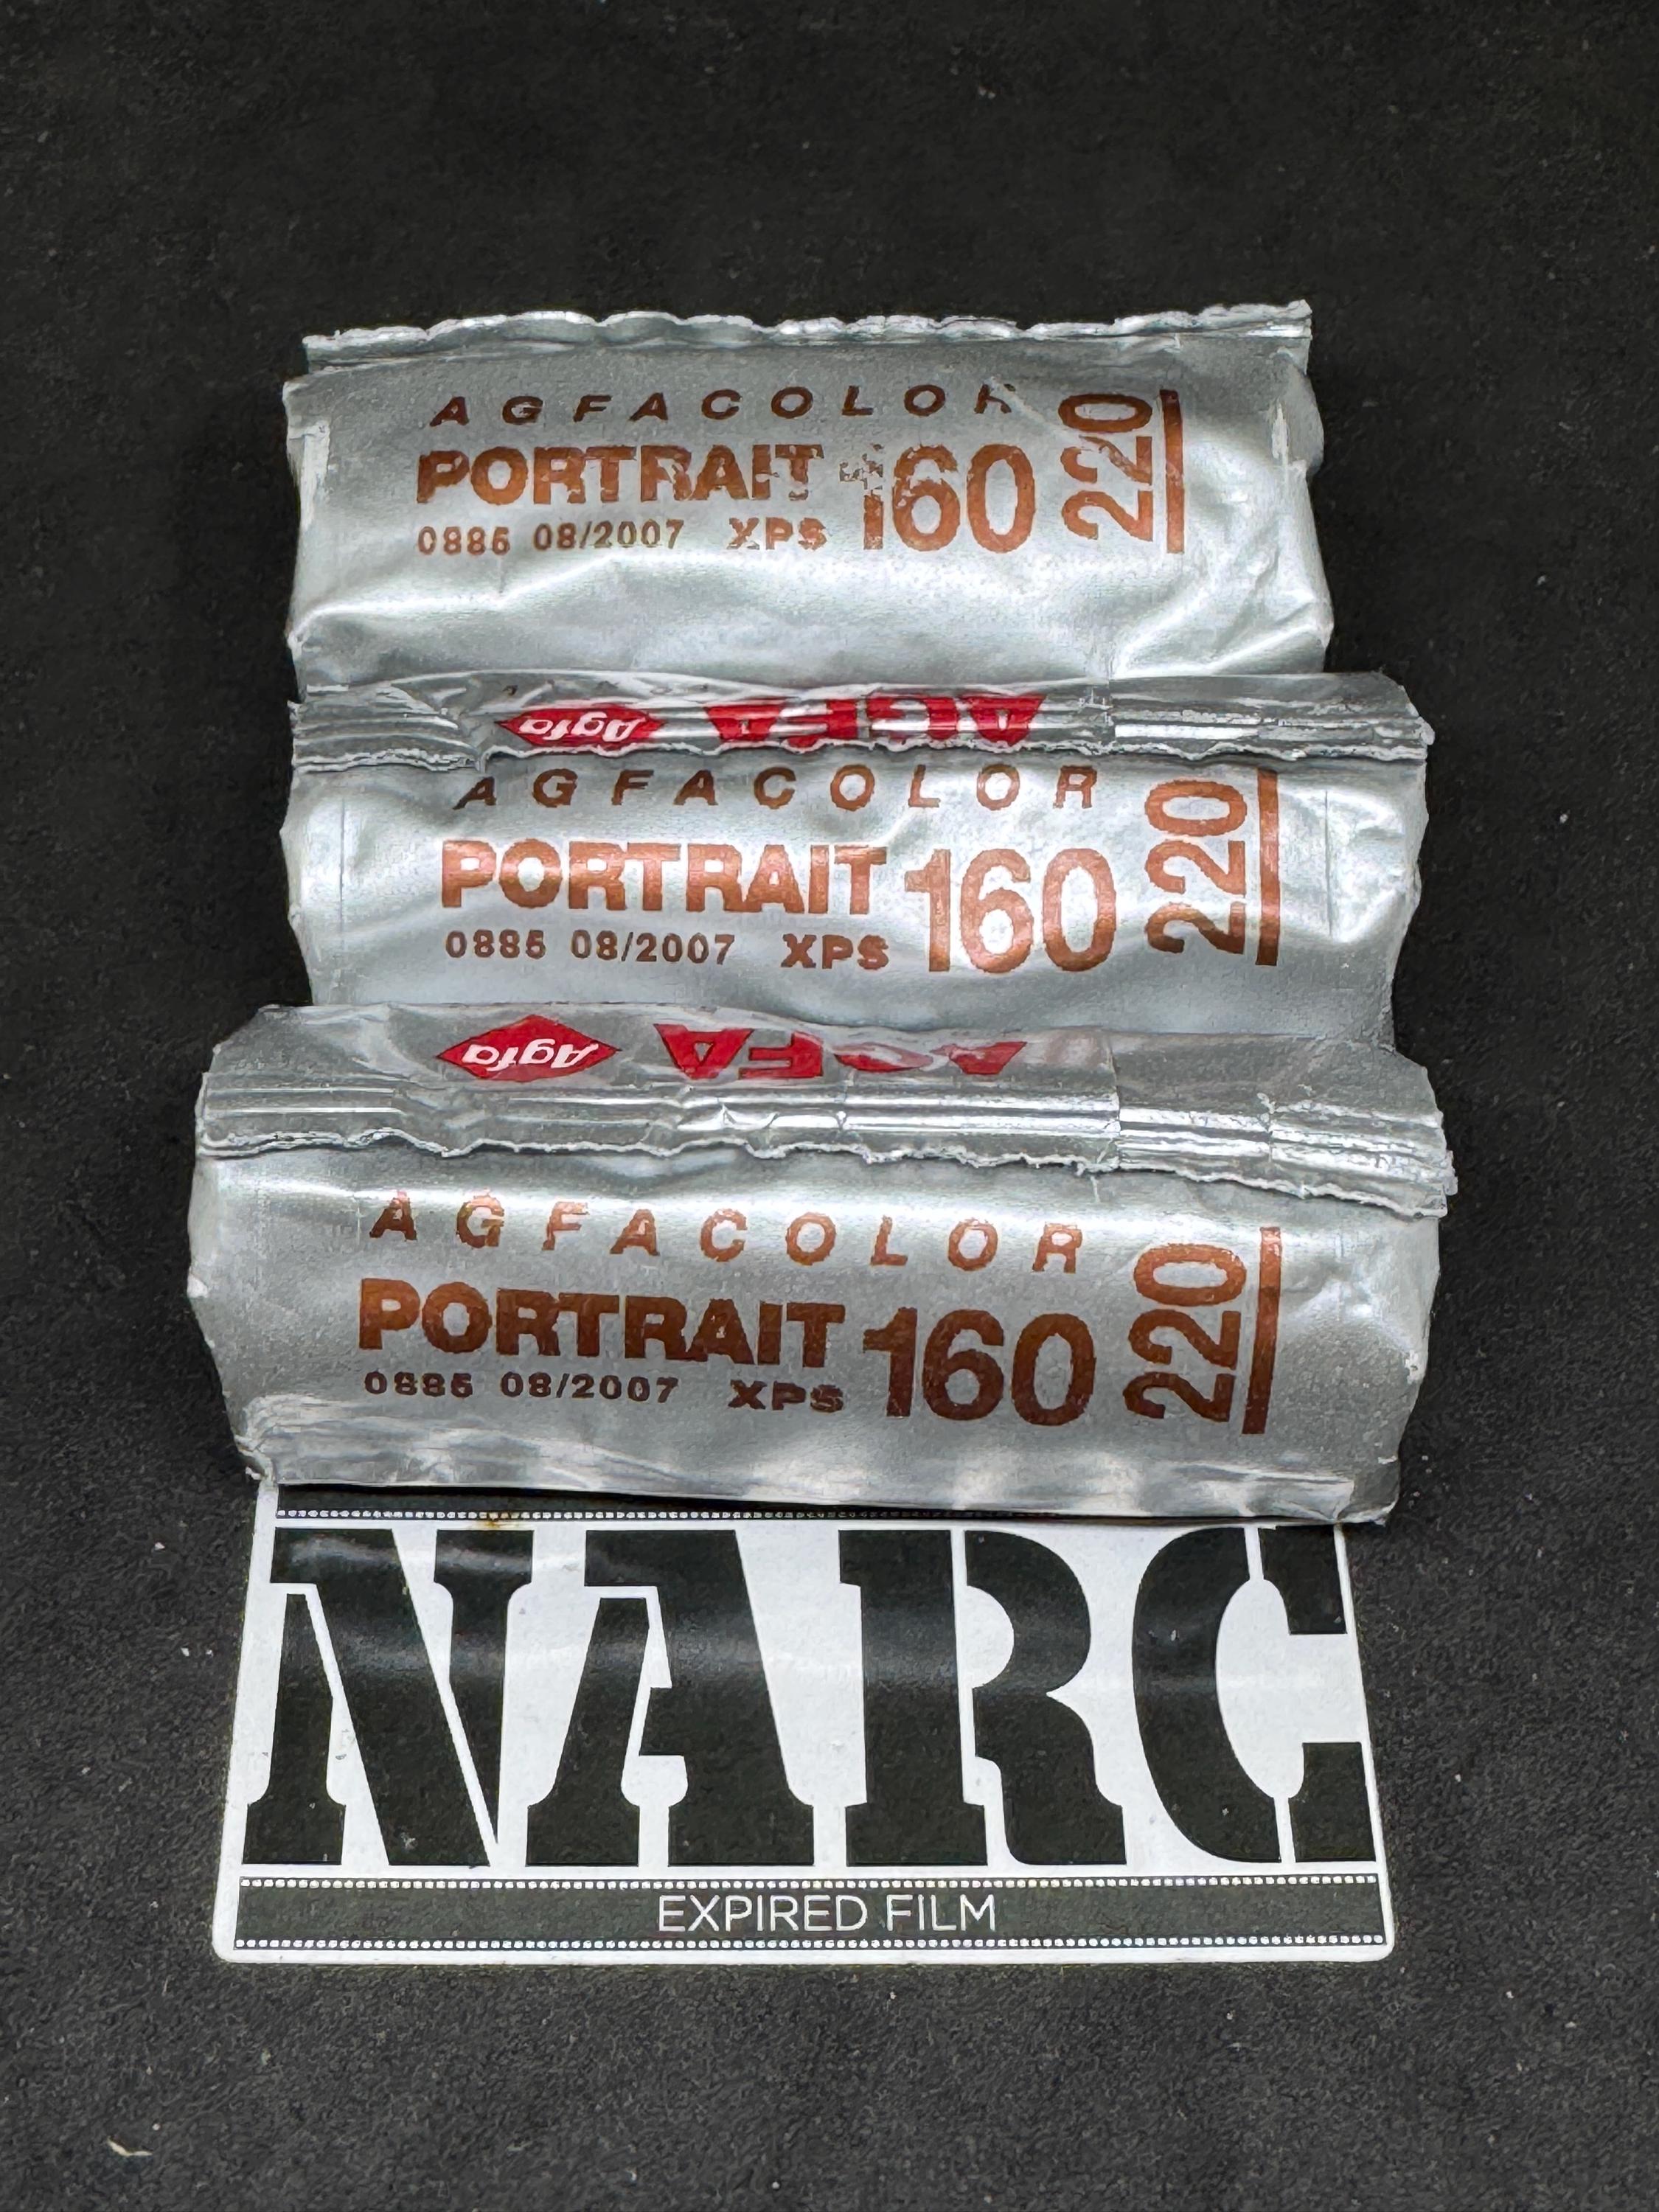 AGFACOLOR
PORTRAIT 160 220
0885 08/2007 XPS
Agfa AGFA
AGFACOLOR
PORTRAIT 160 220
0885 08/2007 XPS
Agfa AGFA
AGFACOLOR
PORTRAIT 160 220
0885 08/2007 XPS
NARC
EXPIRED FILM